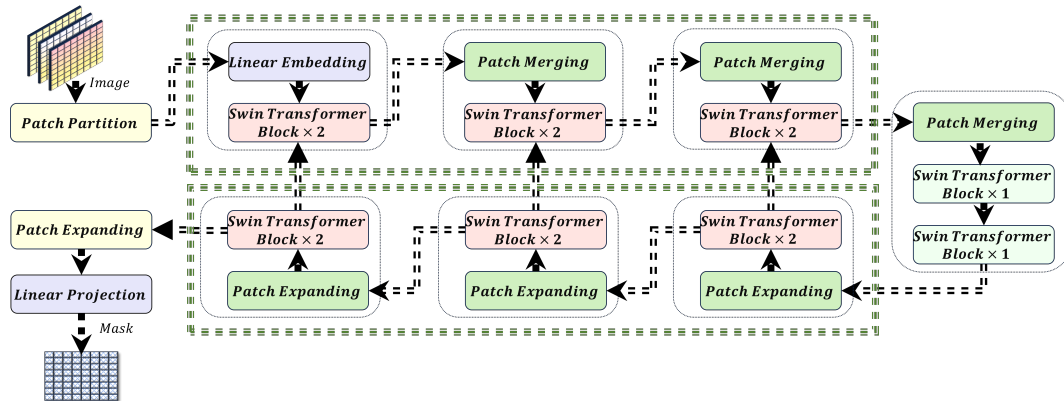 Image
Patch Partition
Linear Embedding
Swin Transformer
Block × 2
Patch Merging
Swin Transformer
Block × 2
Patch Merging
Swin Transformer
Block × 2
Patch Merging
Swin Transformer
Block × 1
Swin Transformer
Block × 1
Swin Transformer
Block × 2
Patch Expanding
Swin Transformer
Block × 2
Patch Expanding
Swin Transformer
Block × 2
Patch Expanding
Patch Expanding
Linear Projection
Mask